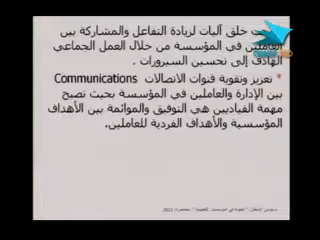 خلق آليات لزيادة التفاعل والمشاركة بين
العاملين في المؤسسة من خلال العمل الجماعي
الهادف إلى تحسين السيرورات .
* تعزيز وتقوية قنوات الاتصالات Communications
بين الإدارة والعاملين في المؤسسة بحيث تصبح
مهمة القياديين هي التوفيق والموائمة بين الأهداف
المؤسسية والأهداف الفردية للعاملين.